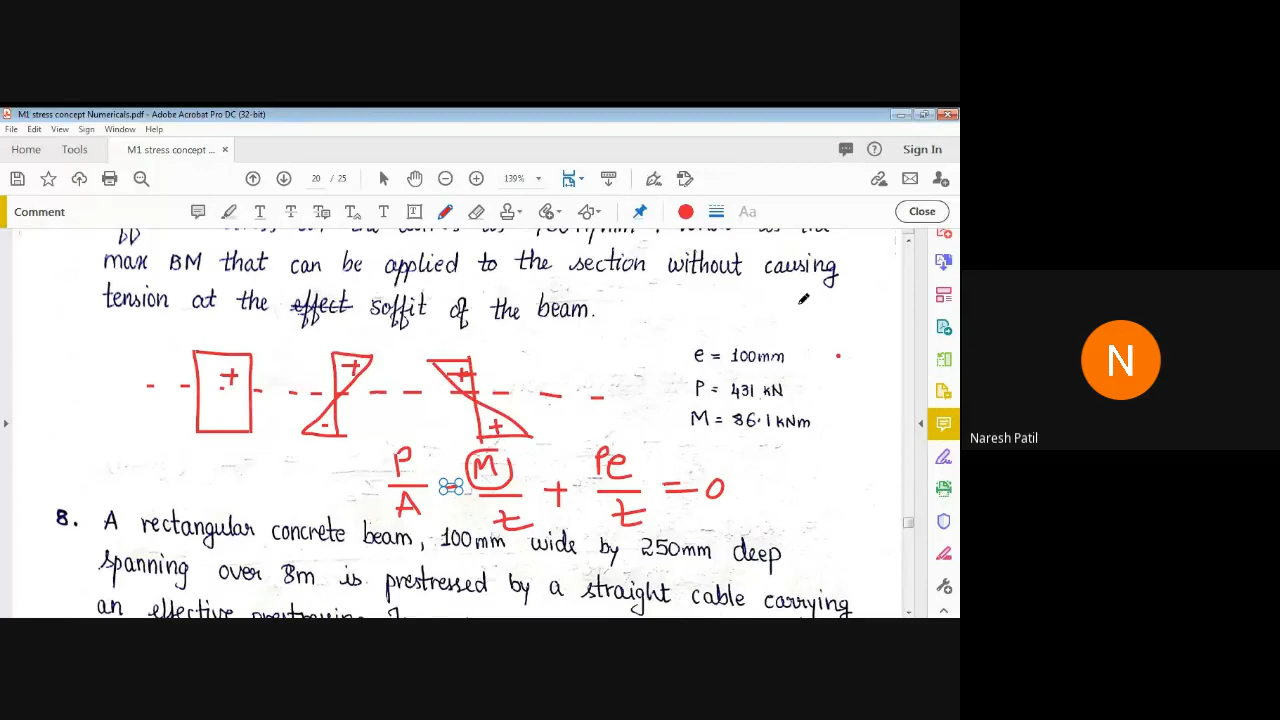 M1 stress concept Numericals.pdf - Adobe Acrobat Pro DC (32-bit)
File Edit View Sign Window Help
Home Tools M1 stress concept ... × Sign In
20 / 25 139%
Comment Aa Close
max BM that can be applied to the section without causing
tension at the effect soffit of the beam.
+ + - + +
e = 100mm
P = 431 kN
M = 86.1 kNm
P/A - M/Z + Pe/Z = 0
8. A rectangular concrete beam, 100mm wide by 250mm deep
spanning over 8m is prestressed by a straight cable carrying
an effective prestressing
N
Naresh Patil